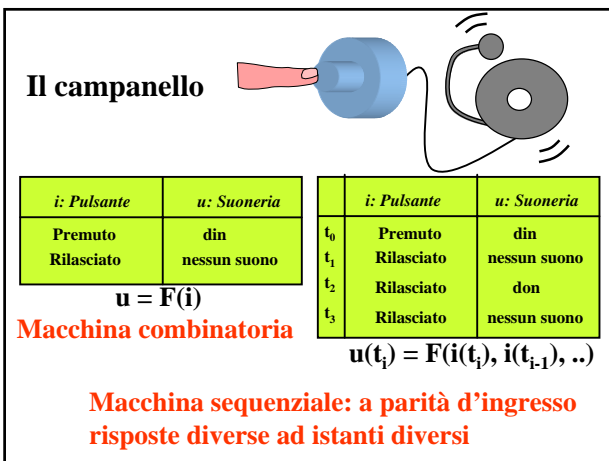 Il campanello
i: Pulsante u: Suoneria
Premuto din
Rilasciato nessun suono
u = F(i)
Macchina combinatoria
i: Pulsante u: Suoneria
t0 Premuto din
t1 Rilasciato nessun suono
t2 Rilasciato don
t3 Rilasciato nessun suono
u(ti) = F(i(ti), i(ti-1), ..)
Macchina sequenziale: a parità d'ingresso
risposte diverse ad istanti diversi